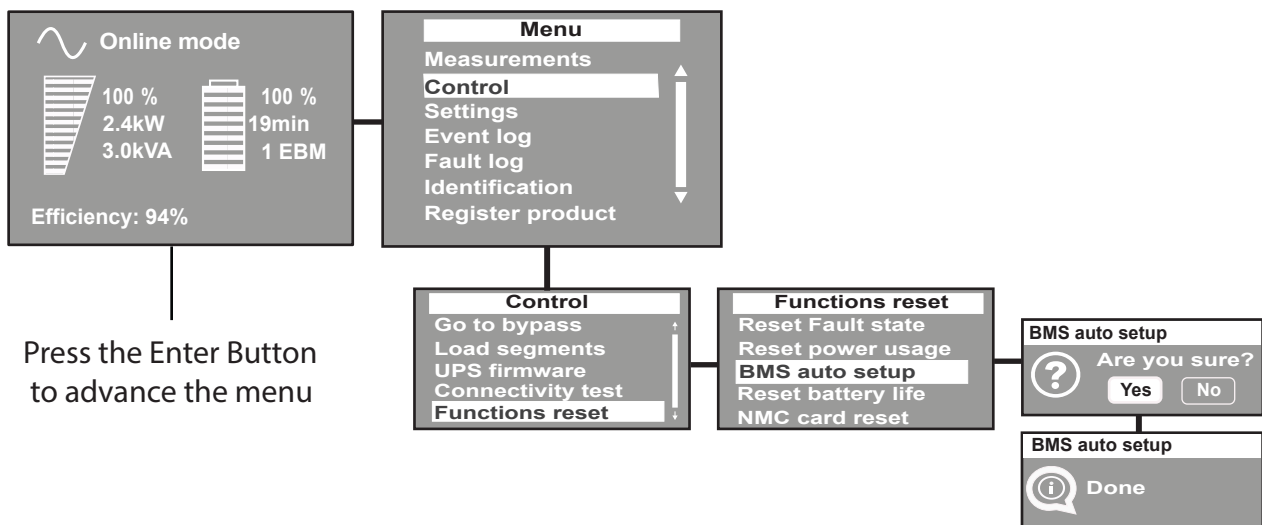 Online mode
100 %
2.4kW
3.0kVA
100 %
19min
1 EBM
Efficiency: 94%
Press the Enter Button
to advance the menu
Menu
Measurements
Control
Settings
Event log
Fault log
Identification
Register product
Control
Go to bypass
Load segments
UPS firmware
Connectivity test
Functions reset
Functions reset
Reset Fault state
Reset power usage
BMS auto setup
Reset battery life
NMC card reset
BMS auto setup
?
Are you sure?
Yes
No
BMS auto setup
i
Done